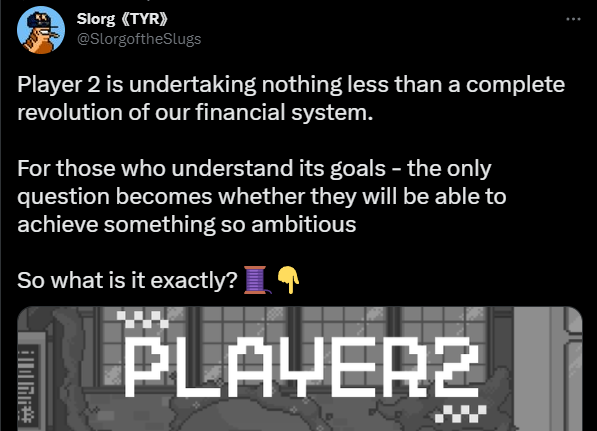 Slorg 《TYR》
@SlorgoftheSlugs
Player 2 is undertaking nothing less than a complete
revolution of our financial system.
For those who understand its goals - the only
question becomes whether they will be able to
achieve something so ambitious
So what is it exactly? 🧵👇
PLAYER2